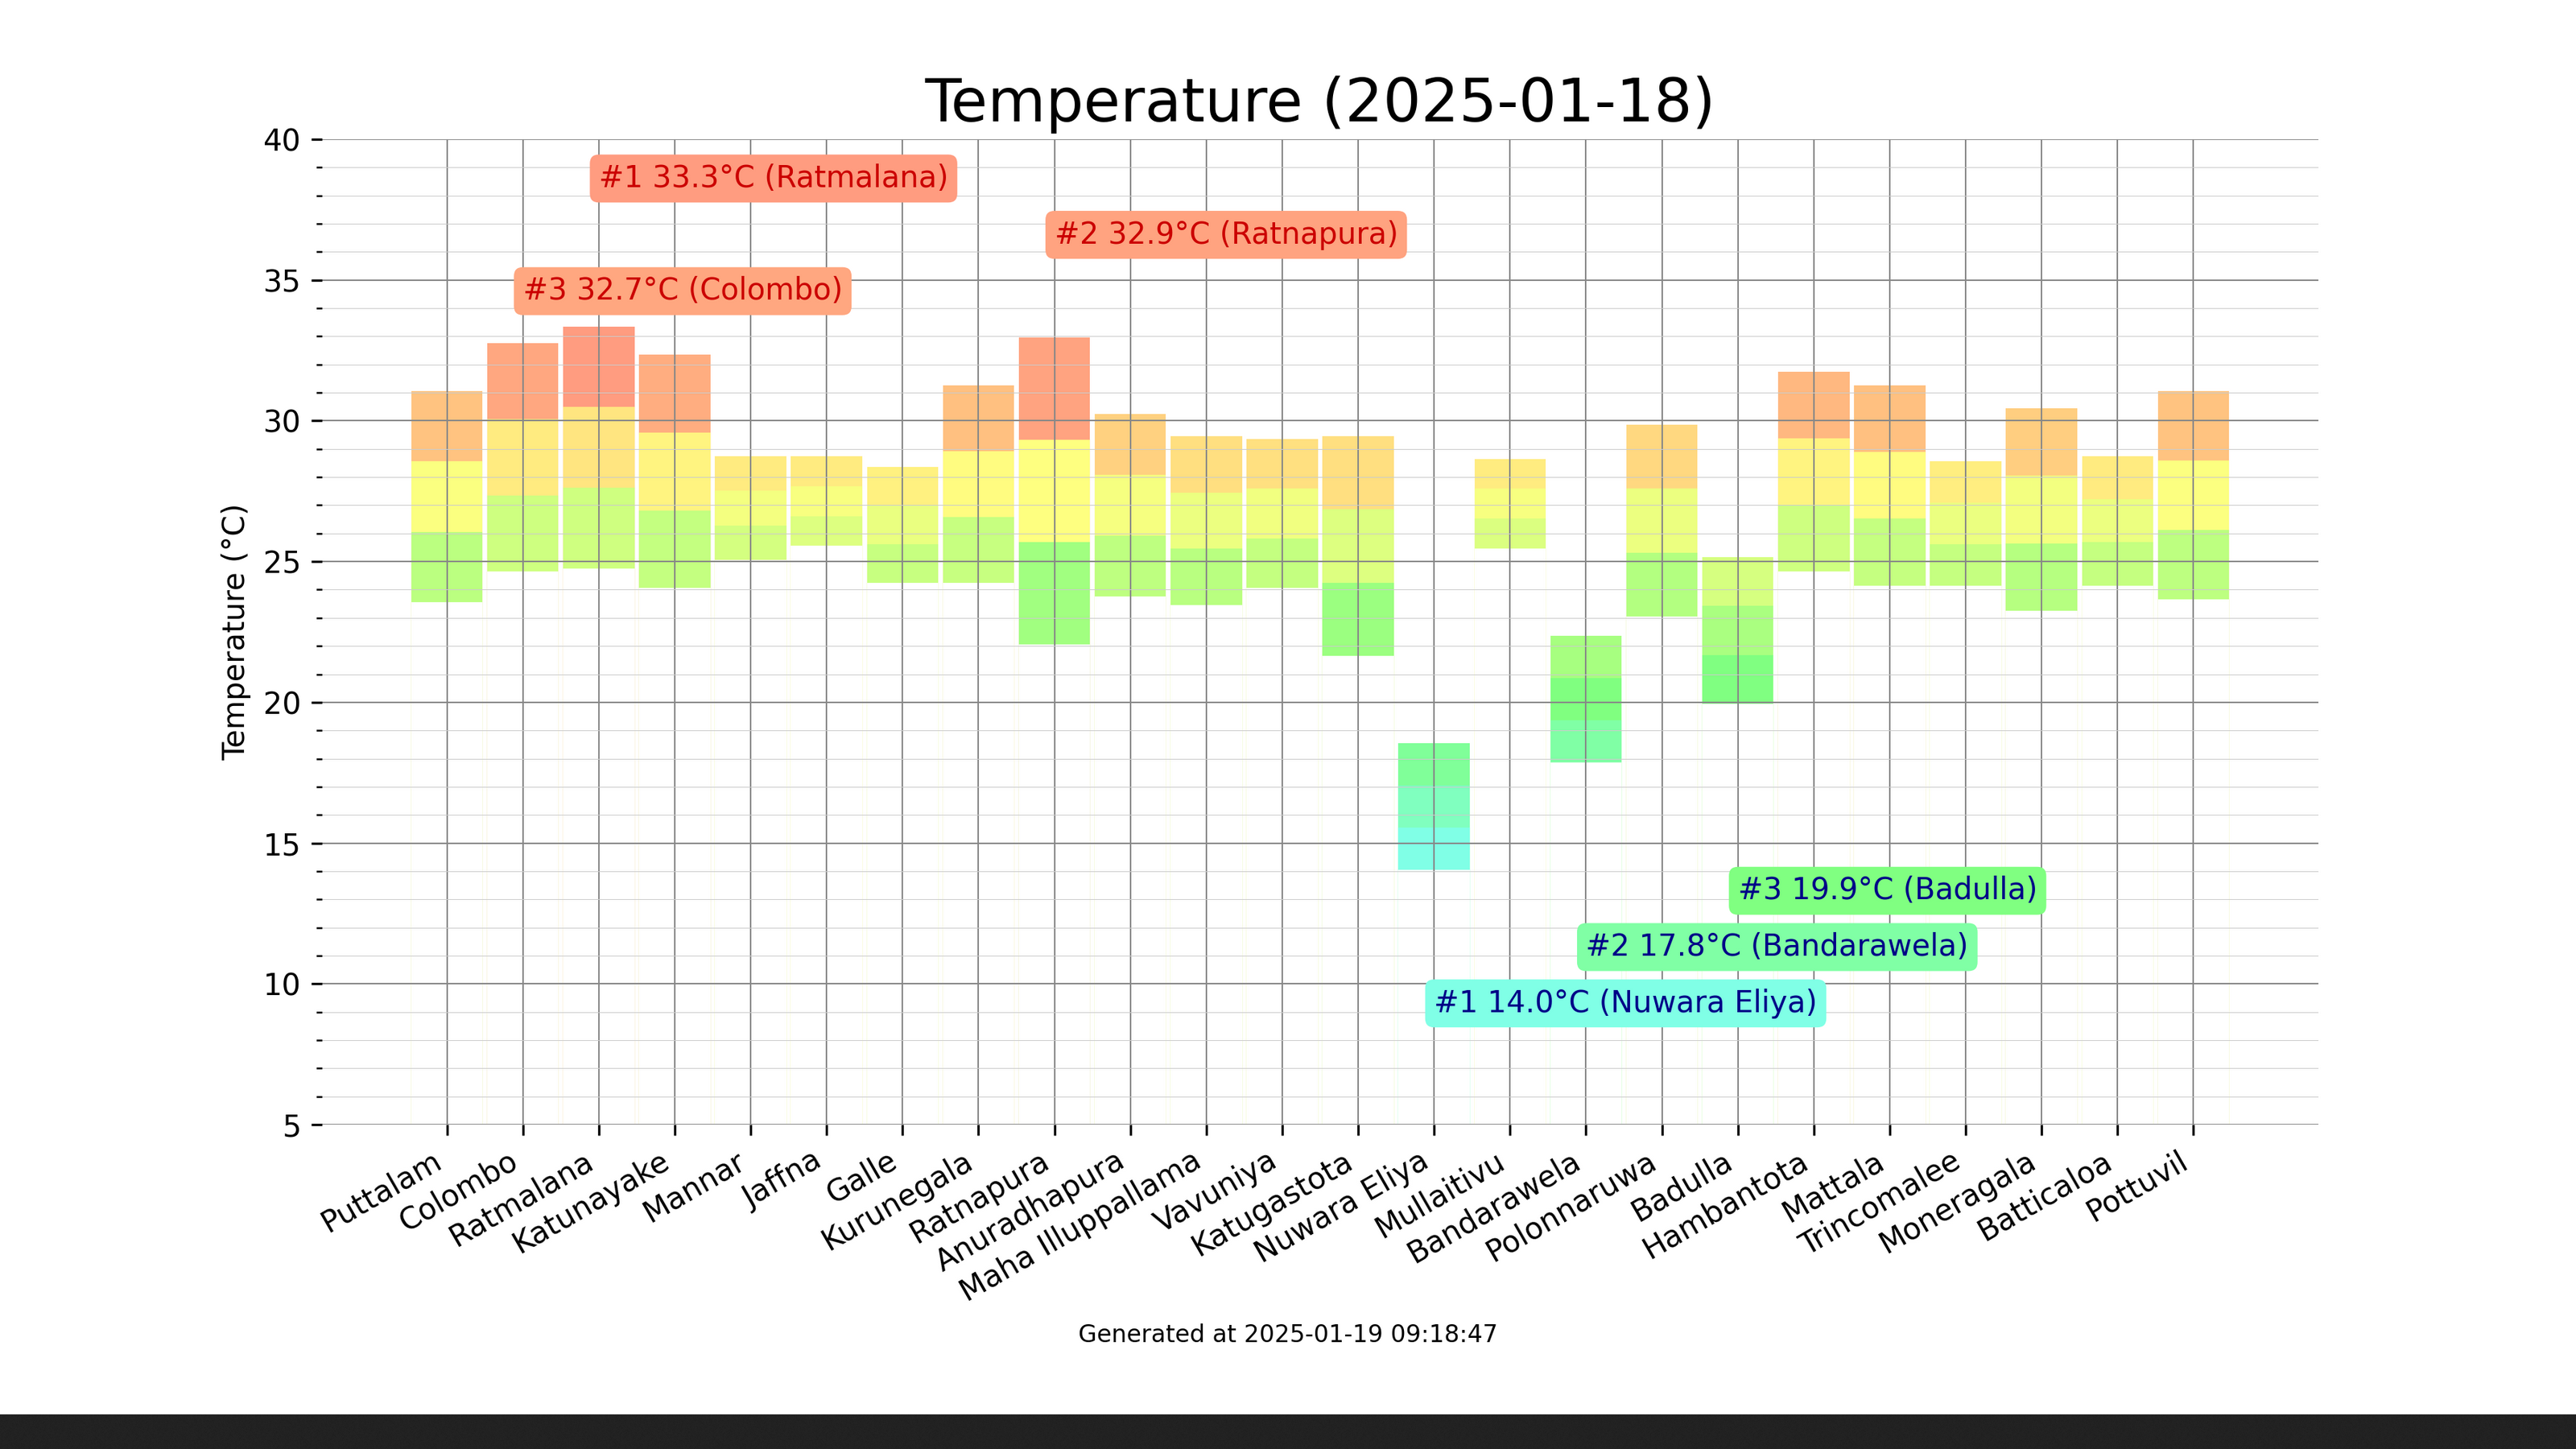 Temperature (2025-01-18)
40
#1 33.3°C (Ratmalana)
#2 32.9°C (Ratnapura)
35
#3 32.7°C (Colombo)
30
25
Temperature (°C)
20
15
#3 19.9°C (Badulla)
#2 17.8°C (Bandarawela)
10
#1 14.0°C (Nuwara Eliya)
5
Puttalam
Colombo
Ratmalana
Katunayake
Mannar
Jaffna
Galle
Kurunegala
Ratnapura
Anuradhapura
Maha Illuppallama
Vavuniya
Katugastota
Nuwara Eliya
Mullaitivu
Bandarawela
Polonnaruwa
Badulla
Hambantota
Mattala
Trincomalee
Moneragala
Batticaloa
Pottuvil
Generated at 2025-01-19 09:18:47